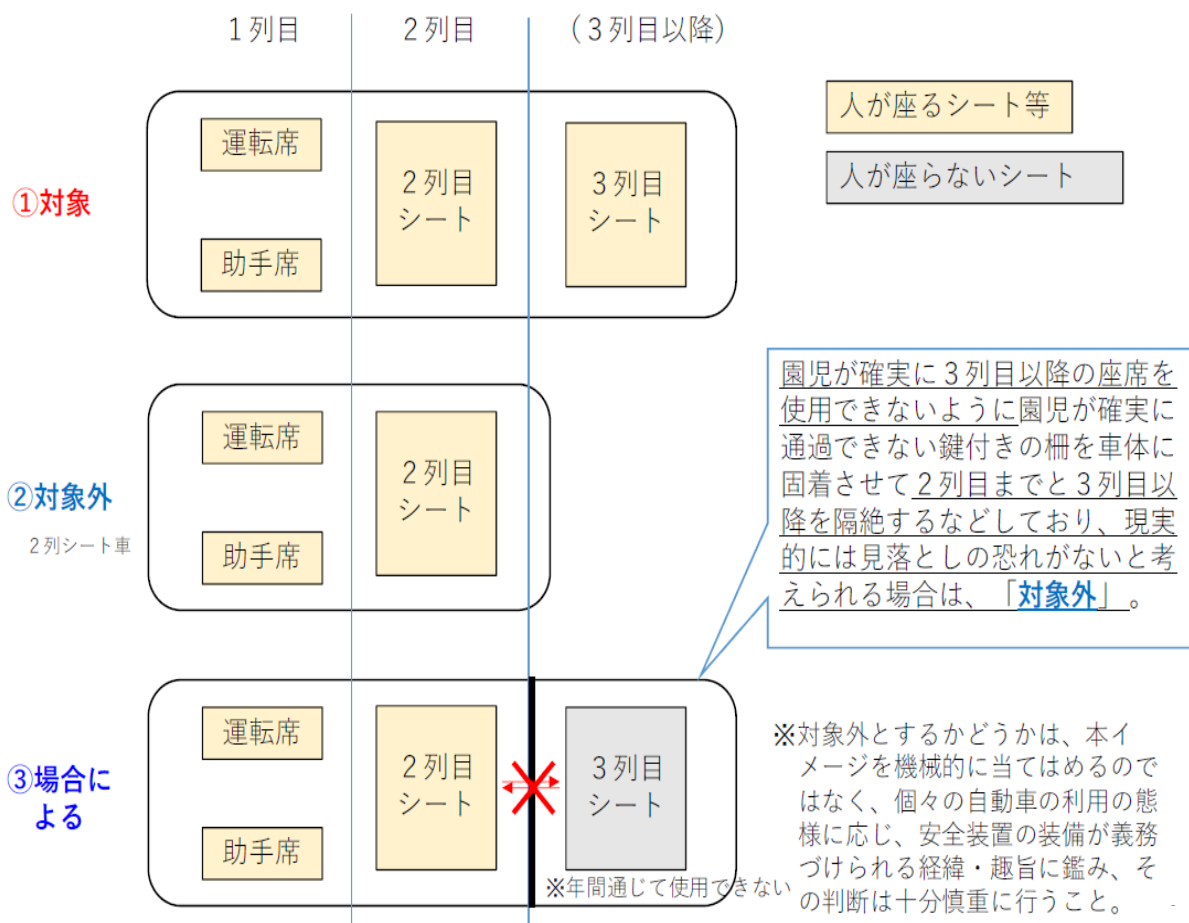 1列目
2列目
(3列目以降)
人が座るシート等
人が座らないシート
①対象
運転席
助手席
2列目
シート
3列目
シート
②対象外
2列シート車
運転席
助手席
2列目
シート
園児が確実に3列目以降の座席を
使用できないように園児が確実に
通過できない鍵付きの柵を車体に
固着させて2列目までと3列目以
降を隔絶するなどしており、現実
的には見落としの恐れがないと考
えられる場合は、「対象外」。
③場合に
よる
運転席
助手席
2列目
シート
3列目
シート
※年間通じて使用できない
※対象外とするかどうかは、本イ
メージを機械的に当てはめるので
はなく、個々の自動車の利用の態
様に応じ、安全装置の装備が義務
づけられる経緯・趣旨に鑑み、そ
の判断は十分慎重に行うこと。